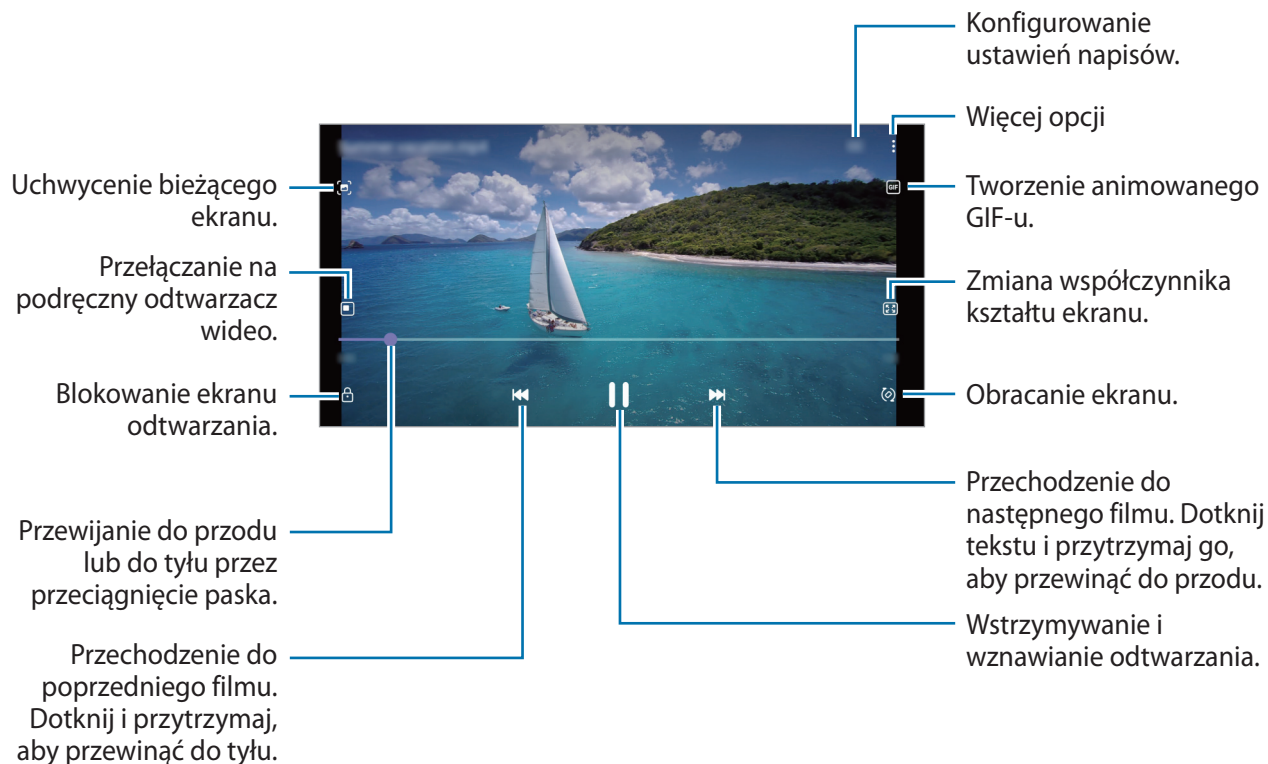 Konfigurowanie
ustawień napisów.
Więcej opcji
Uchwycenie bieżącego
ekranu.
Tworzenie animowanego
GIF-u.
GIF
Przełączanie na
podręczny odtwarzacz
wideo.
Zmiana współczynnika
kształtu ekranu.
Blokowanie ekranu
odtwarzania.
Obracanie ekranu.
Przewijanie do przodu
lub do tyłu przez
przeciągnięcie paska.
Przechodzenie do
następnego filmu. Dotknij
tekstu i przytrzymaj go,
aby przewinąć do przodu.
Przechodzenie do
poprzedniego filmu.
Dotknij i przytrzymaj,
aby przewinąć do tyłu.
Wstrzymywanie i
wznawianie odtwarzania.